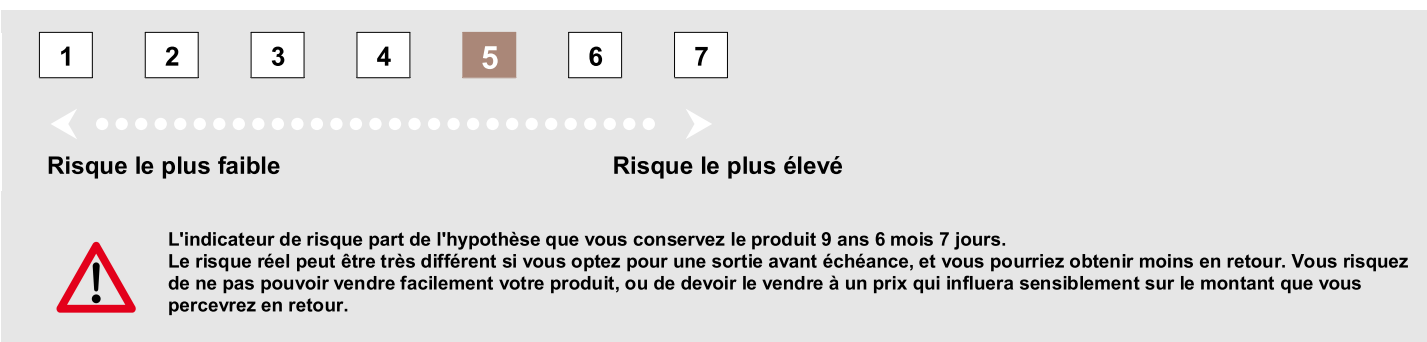 1 2 3 4 5 6 7
Risque le plus faible Risque le plus élevé
L'indicateur de risque part de l'hypothèse que vous conservez le produit 9 ans 6 mois 7 jours.
Le risque réel peut être très différent si vous optez pour une sortie avant échéance, et vous pourriez obtenir moins en retour. Vous risquez
de ne pas pouvoir vendre facilement votre produit, ou de devoir le vendre à un prix qui influera sensiblement sur le montant que vous
percevrez en retour.